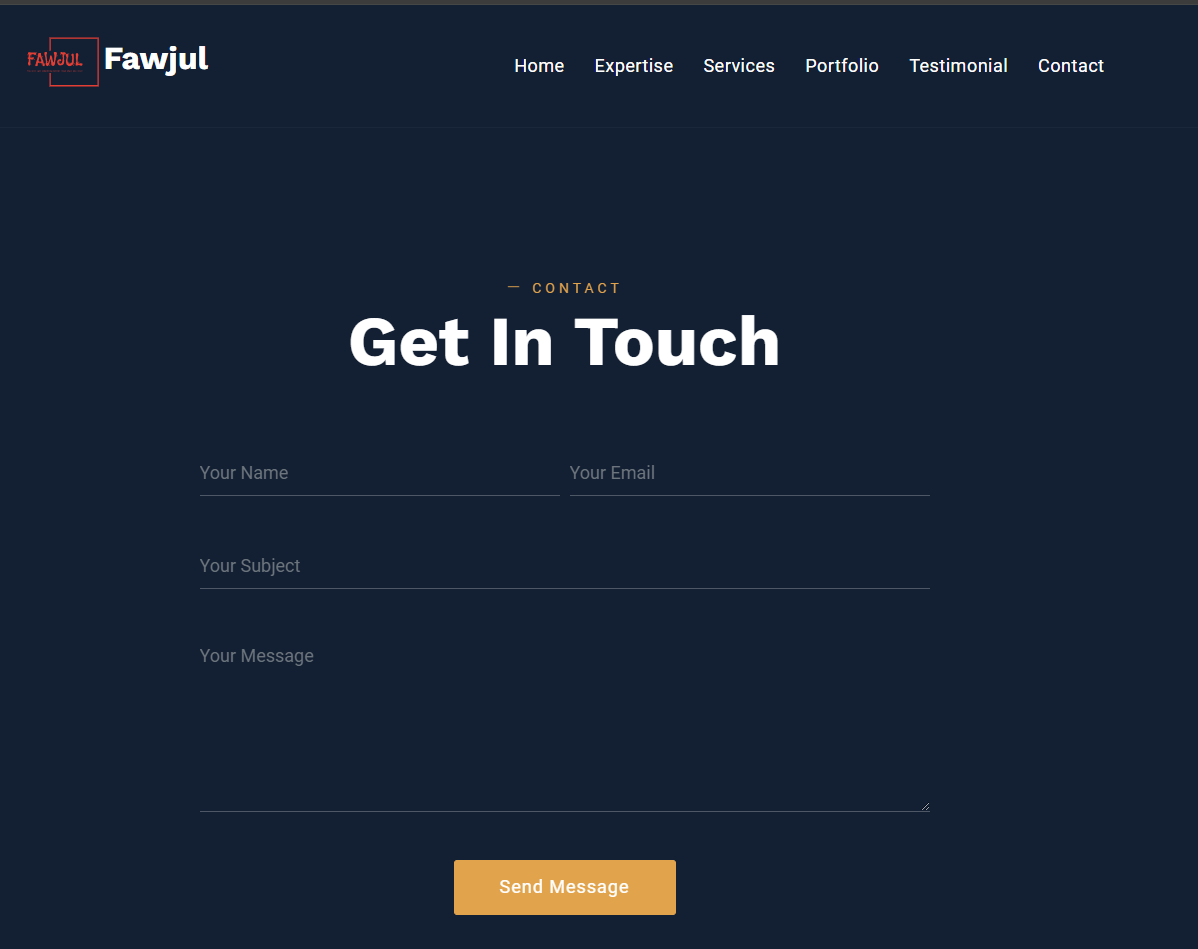 FAWJUL
Fawjul
Home Expertise Services Portfolio Testimonial Contact
— CONTACT
Get In Touch
Your Name Your Email
Your Subject
Your Message
Send Message